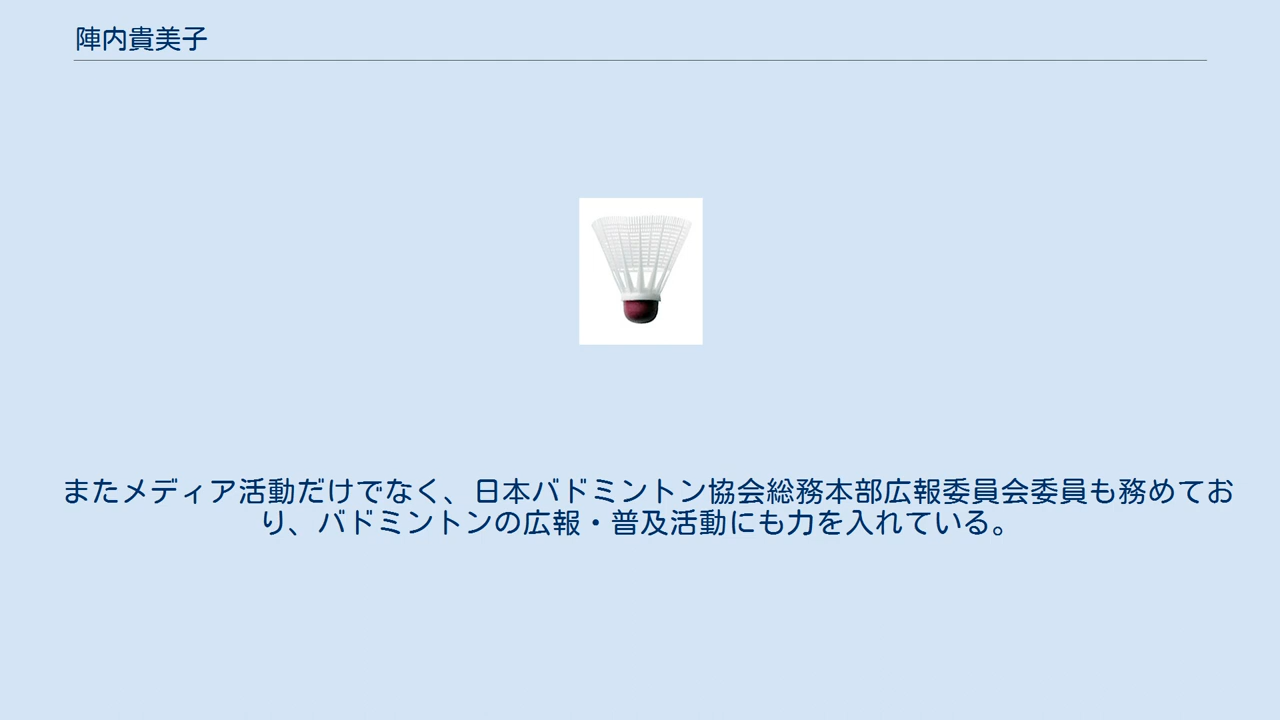 陣内貴美子
またメディア活動だけでなく、日本バドミントン協会総務本部広報委員会委員も務めてお
り、バドミントンの広報・普及活動にも力を入れている。